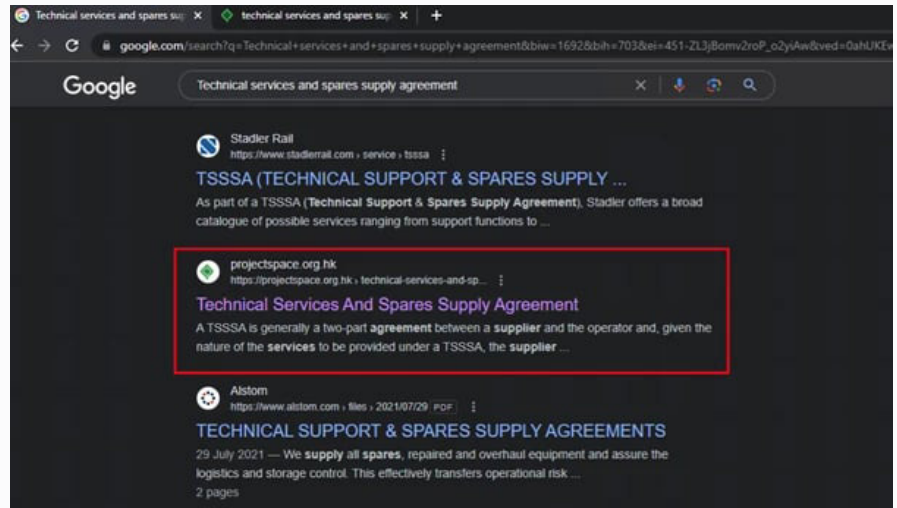 Technical services and spares sup
technical services and spares sup
google.com/search?q=Technical+services+and+spares+supply+agreement&biw=1692&bih=703&ei=451-ZL3jBomv2roP_o2yiAw&ved=0ahUKEw
Google
Technical services and spares supply agreement
Stadler Rail
https://www.stadlerrail.com › service › tsssa
TSSSA (TECHNICAL SUPPORT & SPARES SUPPLY ...
As part of a TSSSA (Technical Support & Spares Supply Agreement), Stadler offers a broad
catalogue of possible services ranging from support functions to ...
projectspace.org.hk
https://projectspace.org.hk › technical-services-and-sp...
Technical Services And Spares Supply Agreement
A TSSSA is generally a two-part agreement between a supplier and the operator and, given the
nature of the services to be provided under a TSSSA, the supplier ...
Alstom
https://www.alstom.com › files › 2021/07/29 PDF
TECHNICAL SUPPORT & SPARES SUPPLY AGREEMENTS
29 July 2021 — We supply all spares, repaired and overhaul equipment and assure the
logistics and storage control. This effectively transfers operational risk ...
2 pages